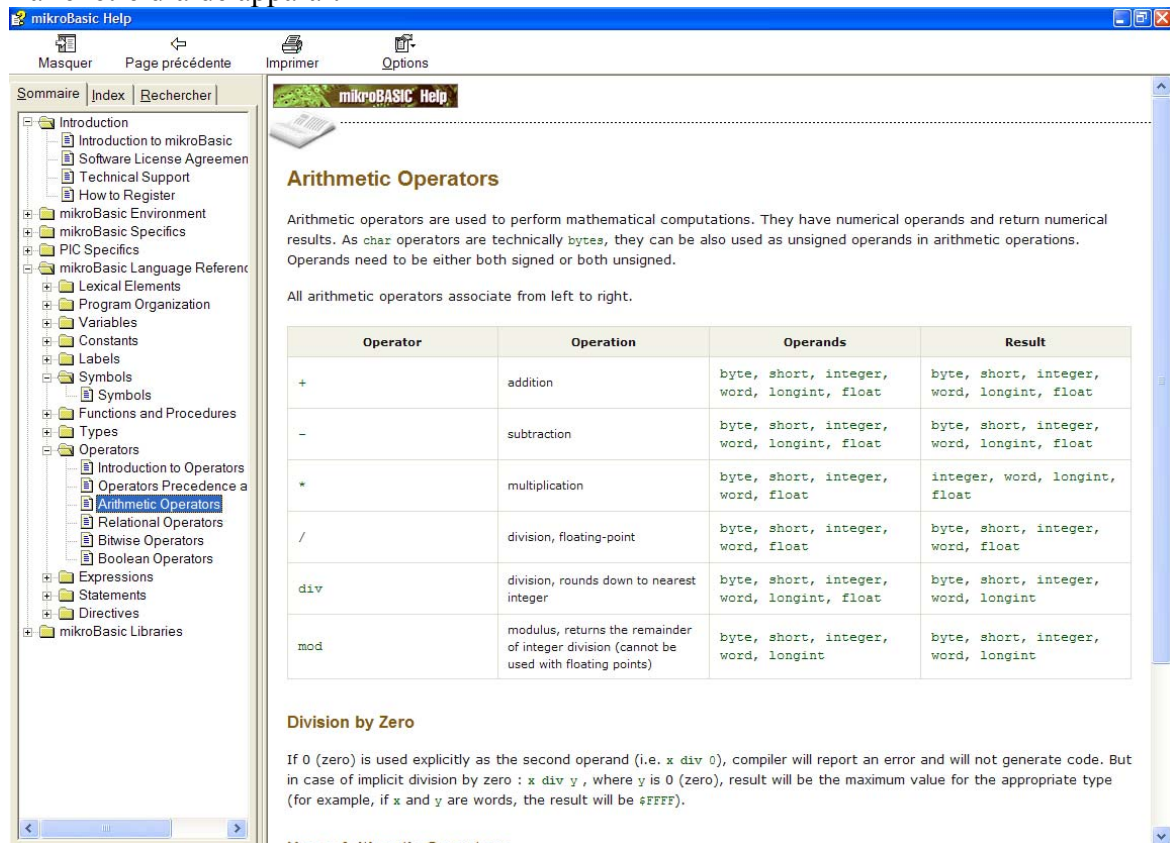 mikroBasic Help
Masquer Page précédente Imprimer Options
Sommaire Index Rechercher
Introduction
Introduction to mikroBasic
Software License Agreemen
Technical Support
How to Register
mikroBasic Environment
mikroBasic Specifics
PIC Specifics
mikroBasic Language Referenc
Lexical Elements
Program Organization
Variables
Constants
Labels
Symbols
Symbols
Functions and Procedures
Types
Operators
Introduction to Operators
Operators Precedence a
Arithmetic Operators
Relational Operators
Bitwise Operators
Boolean Operators
Expressions
Statements
Directives
mikroBasic Libraries
mikroBASIC Help
Arithmetic Operators
Arithmetic operators are used to perform mathematical computations. They have numerical operands and return numerical
results. As char operators are technically bytes, they can be also used as unsigned operands in arithmetic operations.
Operands need to be either both signed or both unsigned.
All arithmetic operators associate from left to right.
Operator Operation Operands Result
+ addition byte, short, integer, word, longint, float byte, short, integer, word, longint, float
- subtraction byte, short, integer, word, longint, float byte, short, integer, word, longint, float
* multiplication byte, short, integer, word, float integer, word, longint, float
/ division, floating-point byte, short, integer, word, float byte, short, integer, word, float
div division, rounds down to nearest integer byte, short, integer, word, longint, float byte, short, integer, word, longint
mod modulus, returns the remainder of integer division (cannot be used with floating points) byte, short, integer, word, longint byte, short, integer, word, longint
Division by Zero
If 0 (zero) is used explicitly as the second operand (i.e. x div 0), compiler will report an error and will not generate code. But
in case of implicit division by zero : x div y , where y is 0 (zero), result will be the maximum value for the appropriate type
(for example, if x and y are words, the result will be $FFFF).